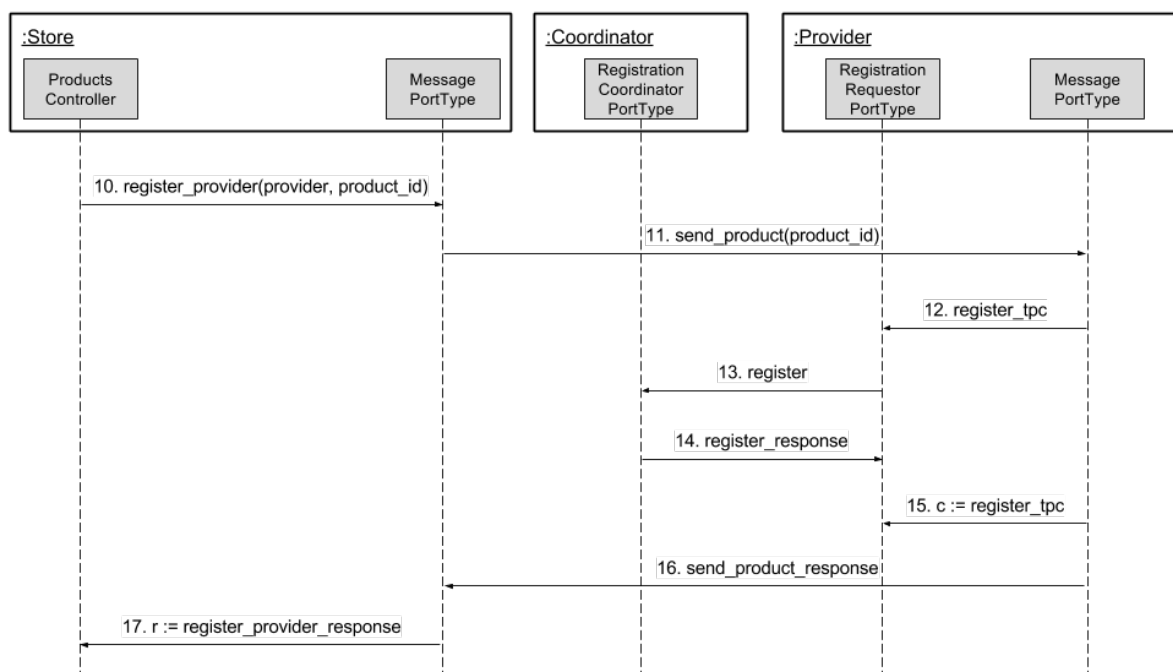 :Store
:Coordinator
:Provider
Products
Controller
Message
PortType
Registration
Coordinator
PortType
Registration
Requestor
PortType
Message
PortType
10. register_provider(provider, product_id)
11. send_product(product_id)
12. register_tpc
13. register
14. register_response
15. c := register_tpc
16. send_product_response
17. r := register_provider_response